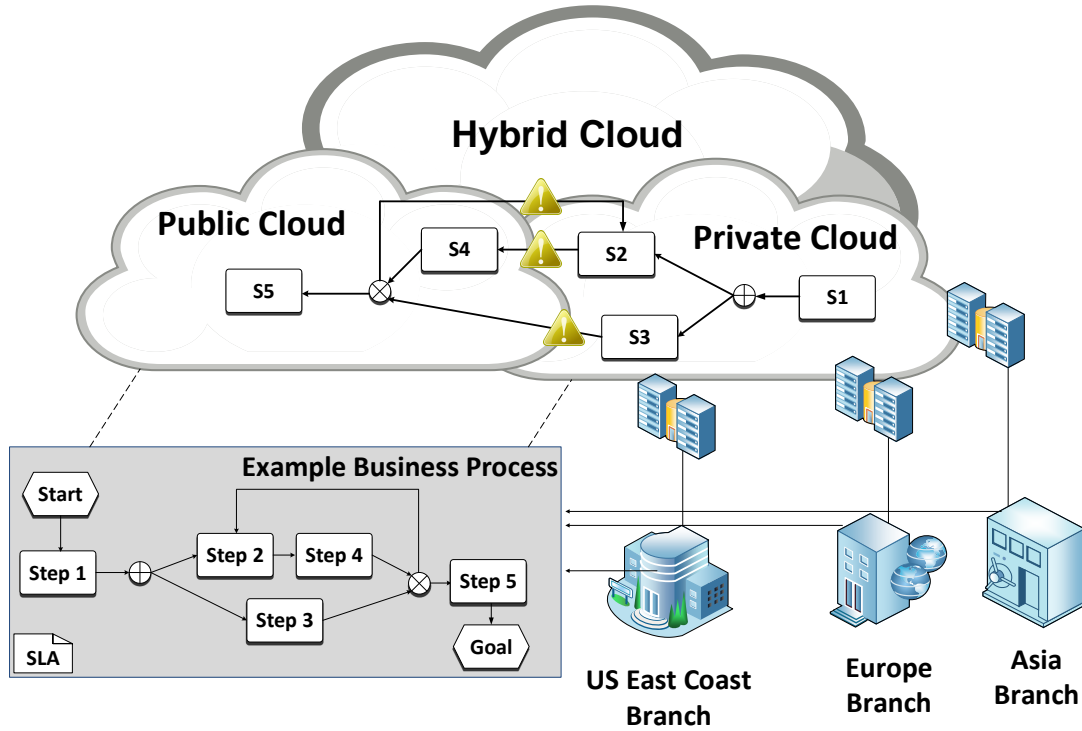 Hybrid Cloud
Public Cloud
Private Cloud
!
!
!
S4
S2
S5
S1
S3
Example Business Process
Start
Step 1
Step 2
Step 4
Step 3
Step 5
Goal
SLA
US East Coast
Branch
Europe
Branch
Asia
Branch